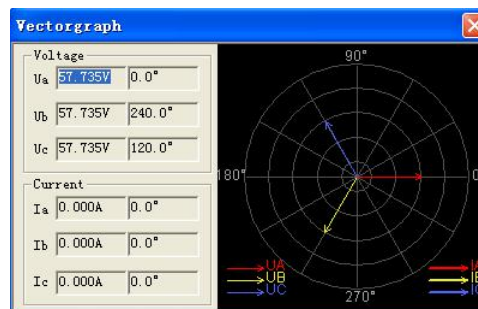 Vectorgraph
Voltage
Ua 57.735V 0.0°
Ub 57.735V 240.0°
Uc 57.735V 120.0°
Current
Ia 0.000A 0.0°
Ib 0.000A 0.0°
Ic 0.000A 0.0°
90°
180°
0
270°
UA
UB
UC